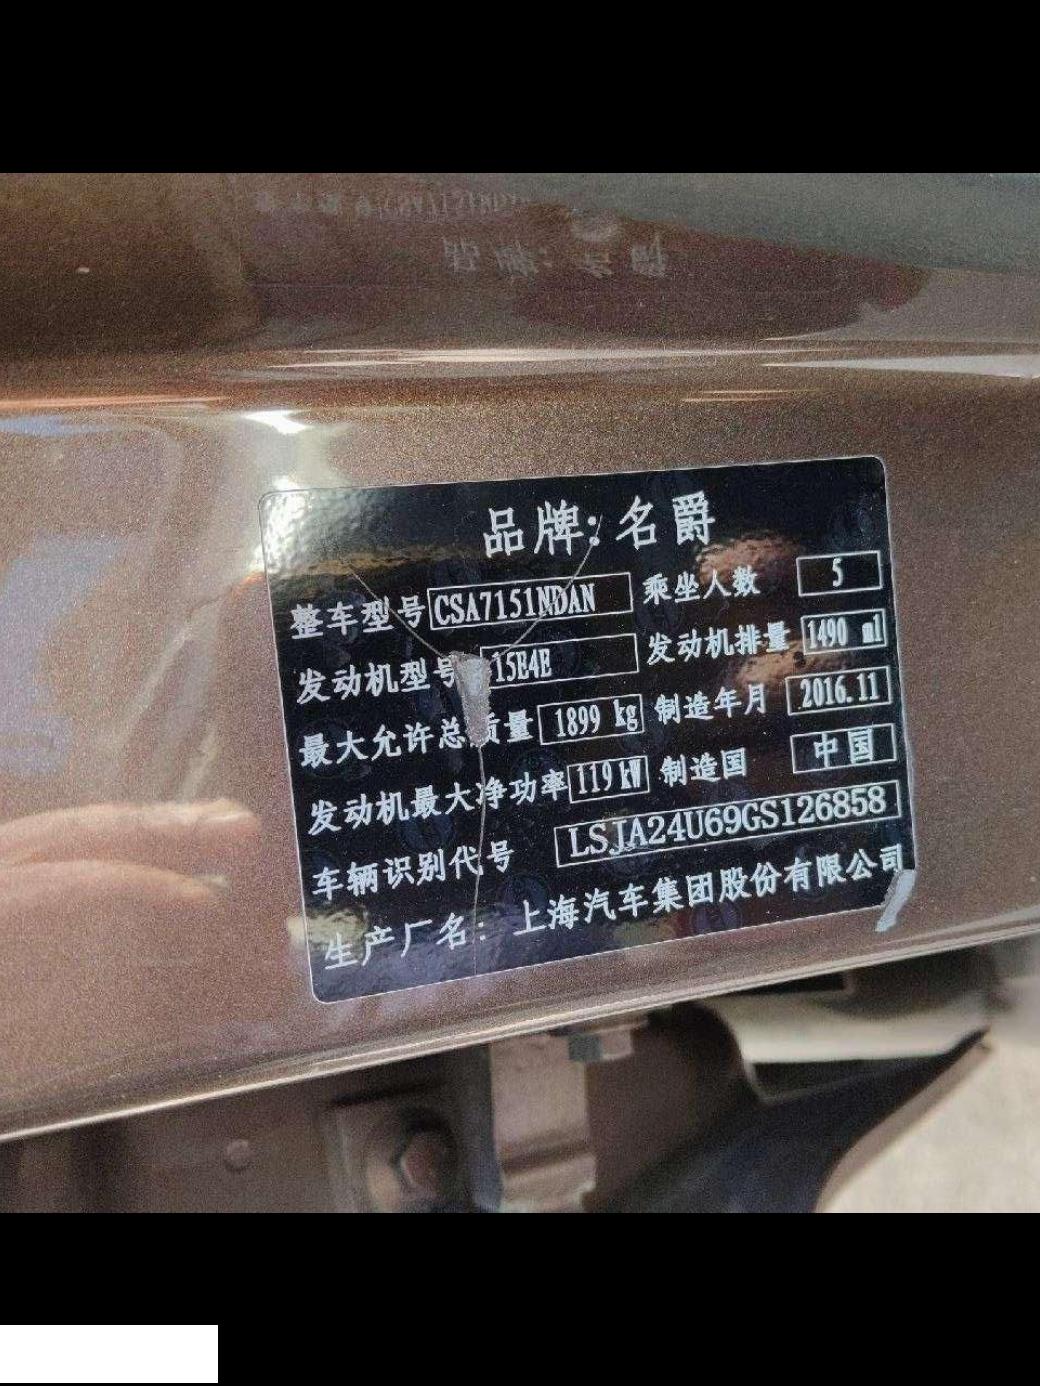 品牌:名爵
整车型号 CSA7151NDAN 乘坐人数 5
发动机型号 15E4E 发动机排量 1490 ml
最大允许总质量 1899 kg 制造年月 2016.11
发动机最大净功率 119 kW 制造国 中国
车辆识别代号 LSJA24U69GS126858
生产厂名：上海汽车集团股份有限公司